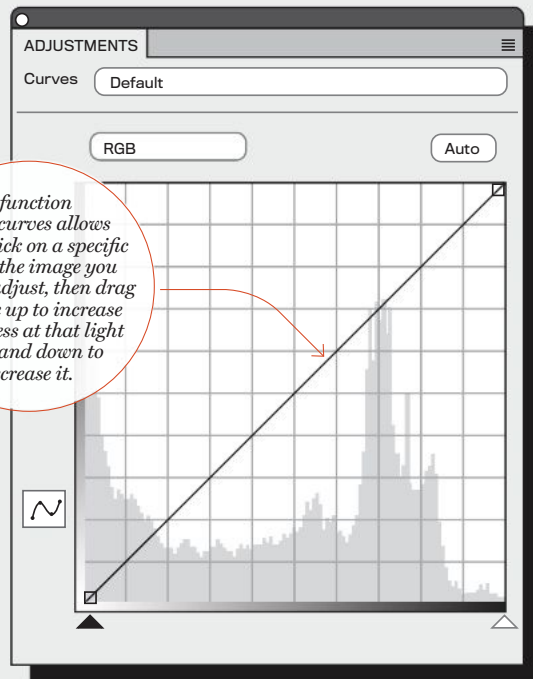 ADJUSTMENTS
Curves Default
RGB Auto
function
curves allows
ick on a specific
the image you
adjust, then drag
up to increase
ess at that light
and down to
crease it.